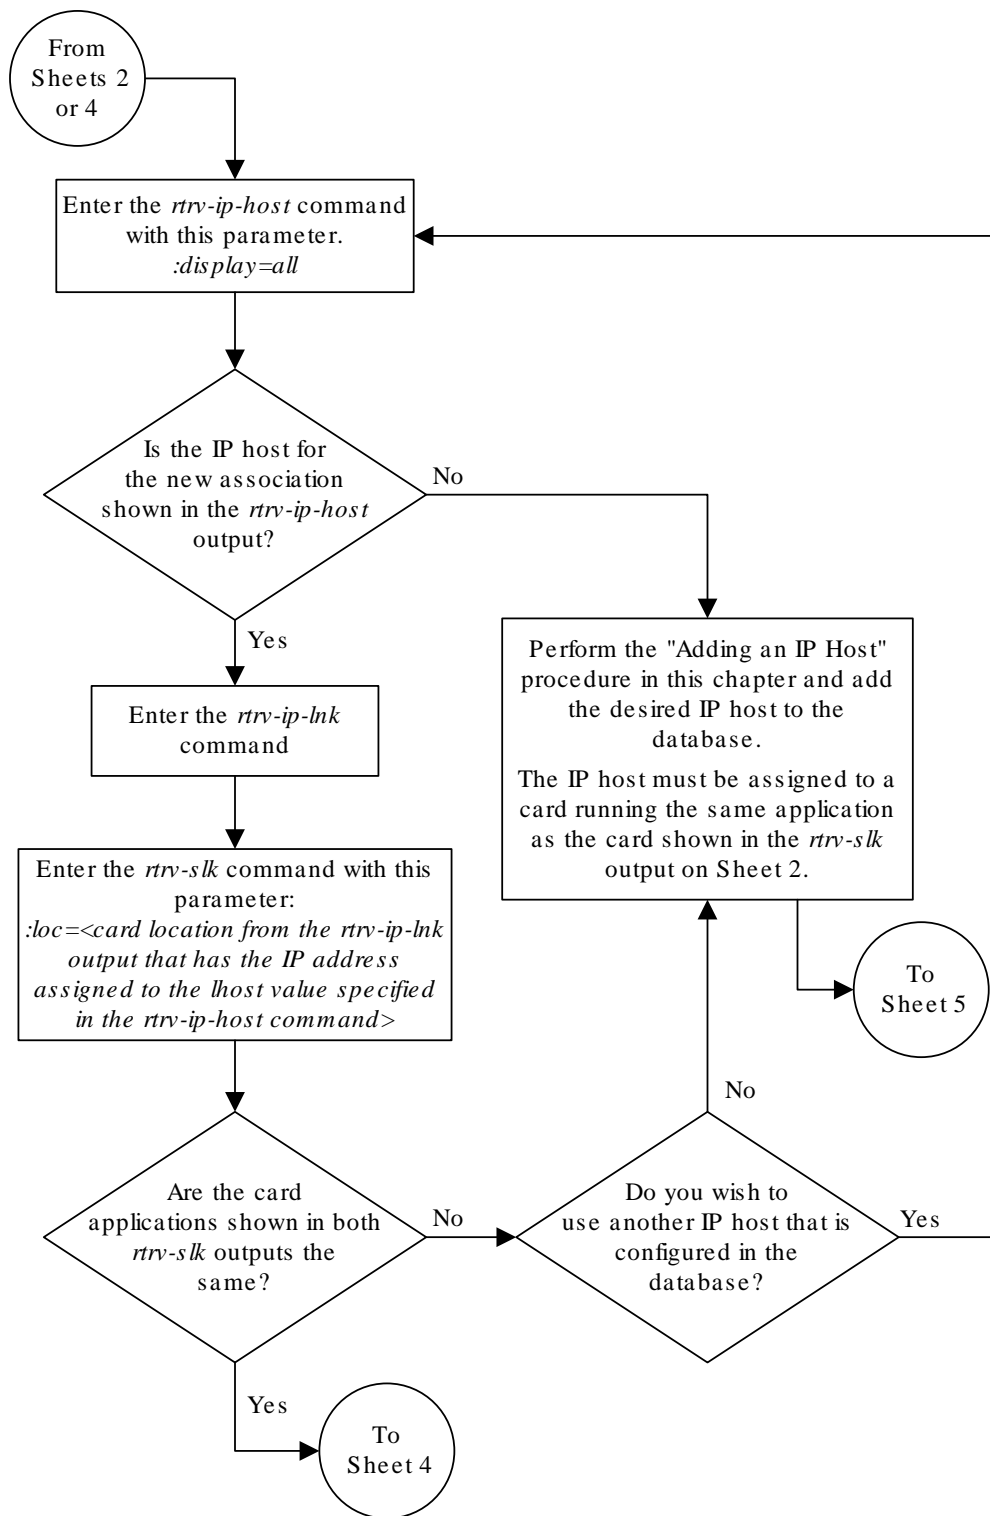 From
Sheets 2
or 4
Enter the rtrv-ip-host command
with this parameter.
:display=all
Is the IP host for
the new association
shown in the rtrv-ip-host
output?
No
Yes
Enter the rtrv-ip-lnk
command
Perform the "Adding an IP Host"
procedure in this chapter and add
the desired IP host to the
database.
The IP host must be assigned to a
card running the same application
as the card shown in the rtrv-slk
output on Sheet 2.
Enter the rtrv-slk command with this
parameter:
:loc=<card location from the rtrv-ip-lnk
output that has the IP address
assigned to the lhost value specified
in the rtrv-ip-host command>
To
Sheet 5
No
Are the card
applications shown in both
rtrv-slk outputs the
same?
No
Do you wish to
use another IP host that is
configured in the
database?
Yes
Yes
To
Sheet 4